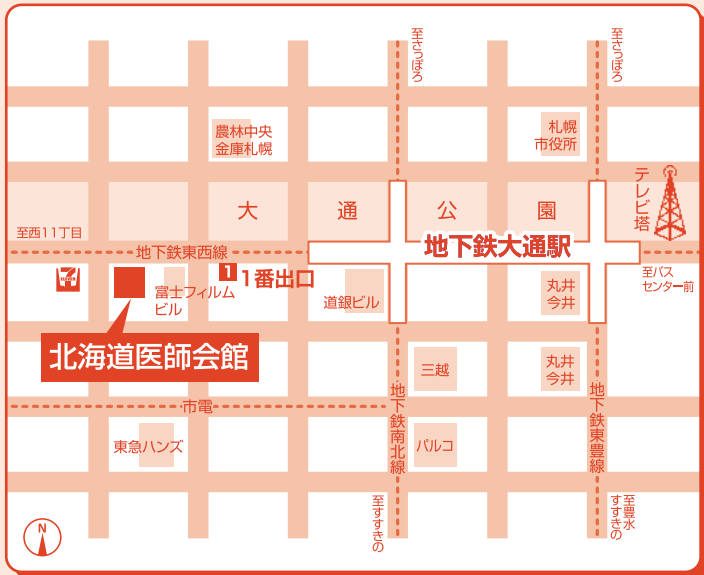 至さっぽろ
至さっぽろ
農林中央
金庫札幌
札幌
市役所
大通公園
テレビ塔
至西11丁目
地下鉄東西線
地下鉄大通駅
7
ELEVEN
富士フィルム
ビル
1
1番出口
道銀ビル
丸井
今井
至バス
センター前
北海道医師会館
三越
丸井
今井
市電
地下鉄南北線
地下鉄東豊線
東急ハンズ
パルコ
至すすきの
至豊水
すすきの
N